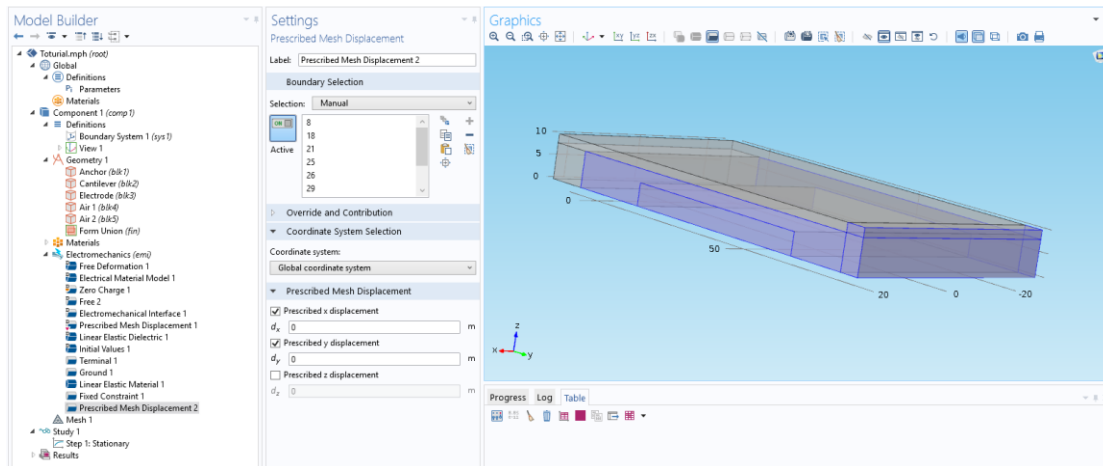 Model Builder
Toturial.mph (root)
Global
Definitions
Pi Parameters
Materials
Component 1 (comp 1)
Definitions
Boundary System 1 (sys1)
View 1
Geometry 1
Anchor (blk1)
Cantilever (blk2)
Electrode (blk3)
Air 1 (blk4)
Air 2 (blk5)
Form Union (fin)
Materials
Electromechanics (emi)
Free Deformation 1
Electrical Material Model 1
Zero Charge 1
Free 2
Electromechanical Interface 1
Prescribed Mesh Displacement 1
Linear Elastic Dielectric 1
Initial Values 1
Terminal 1
Ground 1
Linear Elastic Material 1
Fixed Constraint 1
Prescribed Mesh Displacement 2
Mesh 1
Study 1
Step 1: Stationary
Results
Settings
Prescribed Mesh Displacement
Label: Prescribed Mesh Displacement 2
Boundary Selection
Selection: Manual
ON
Active
8
18
21
25
26
29
Override and Contribution
Coordinate System Selection
Coordinate system:
Global coordinate system
Prescribed Mesh Displacement
Prescribed x displacement
dx 0 m
Prescribed y displacement
dy 0 m
Prescribed z displacement
dz 0 m
Graphics
10
5
0
0
50
20
0
-20
z
x
y
Progress Log Table